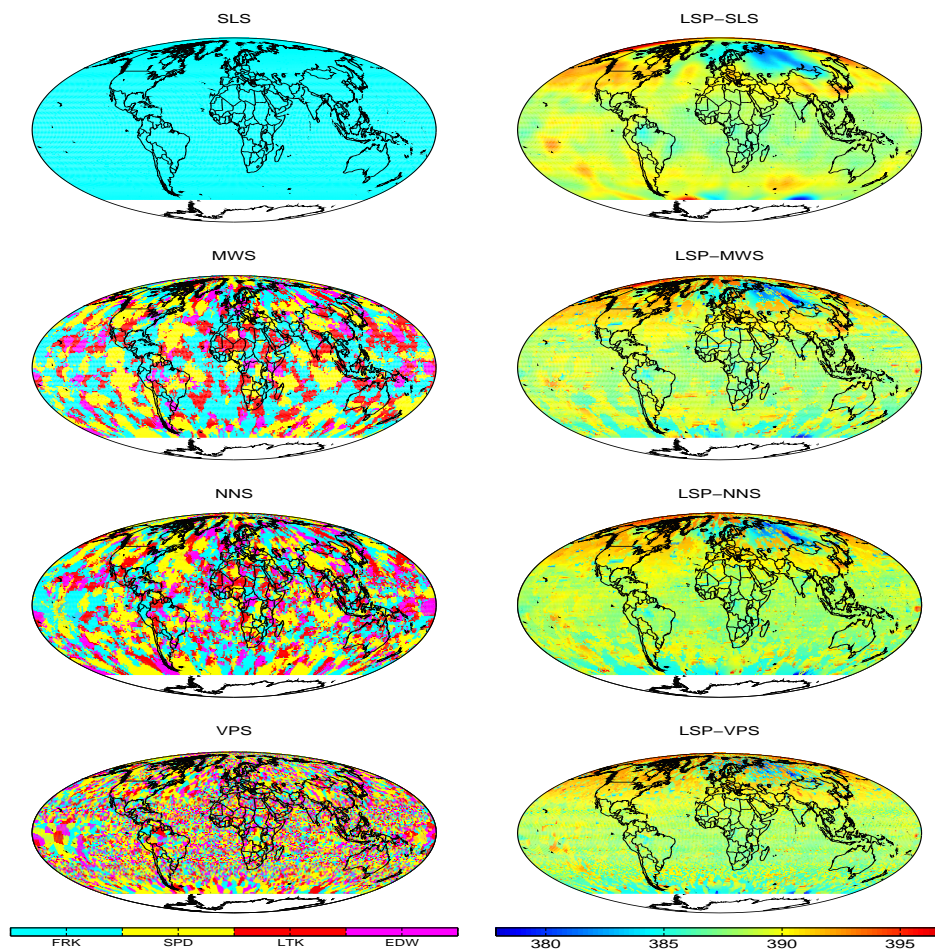 SLS
LSP−SLS
MWS
LSP−MWS
NNS
LSP−NNS
VPS
LSP−VPS
FRK SPD LTK EDW
380 385 390 395